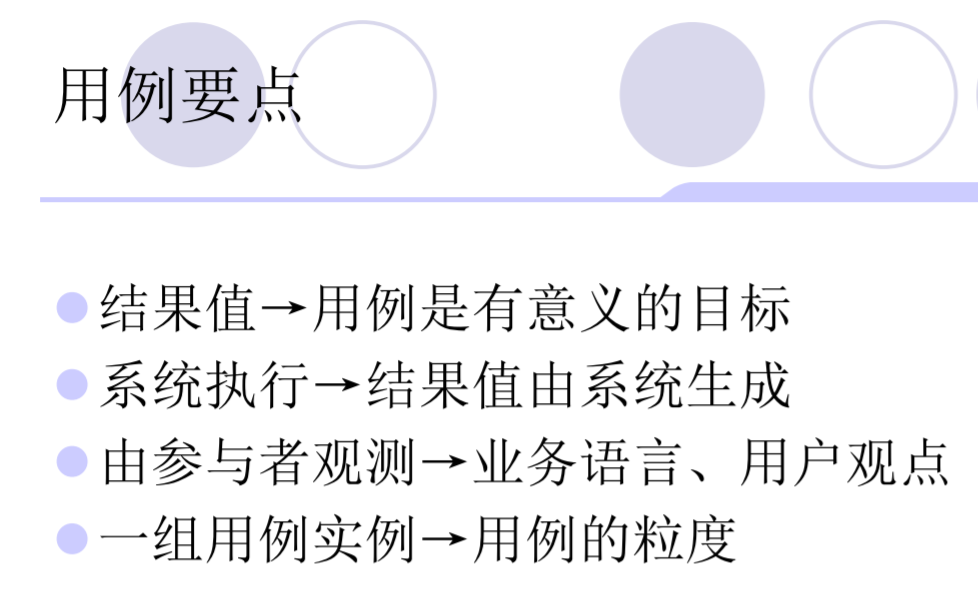 用例要点
结果值→用例是有意义的目标
系统执行→结果值由系统生成
由参与者观测→业务语言、用户观点
一组用例实例→用例的粒度